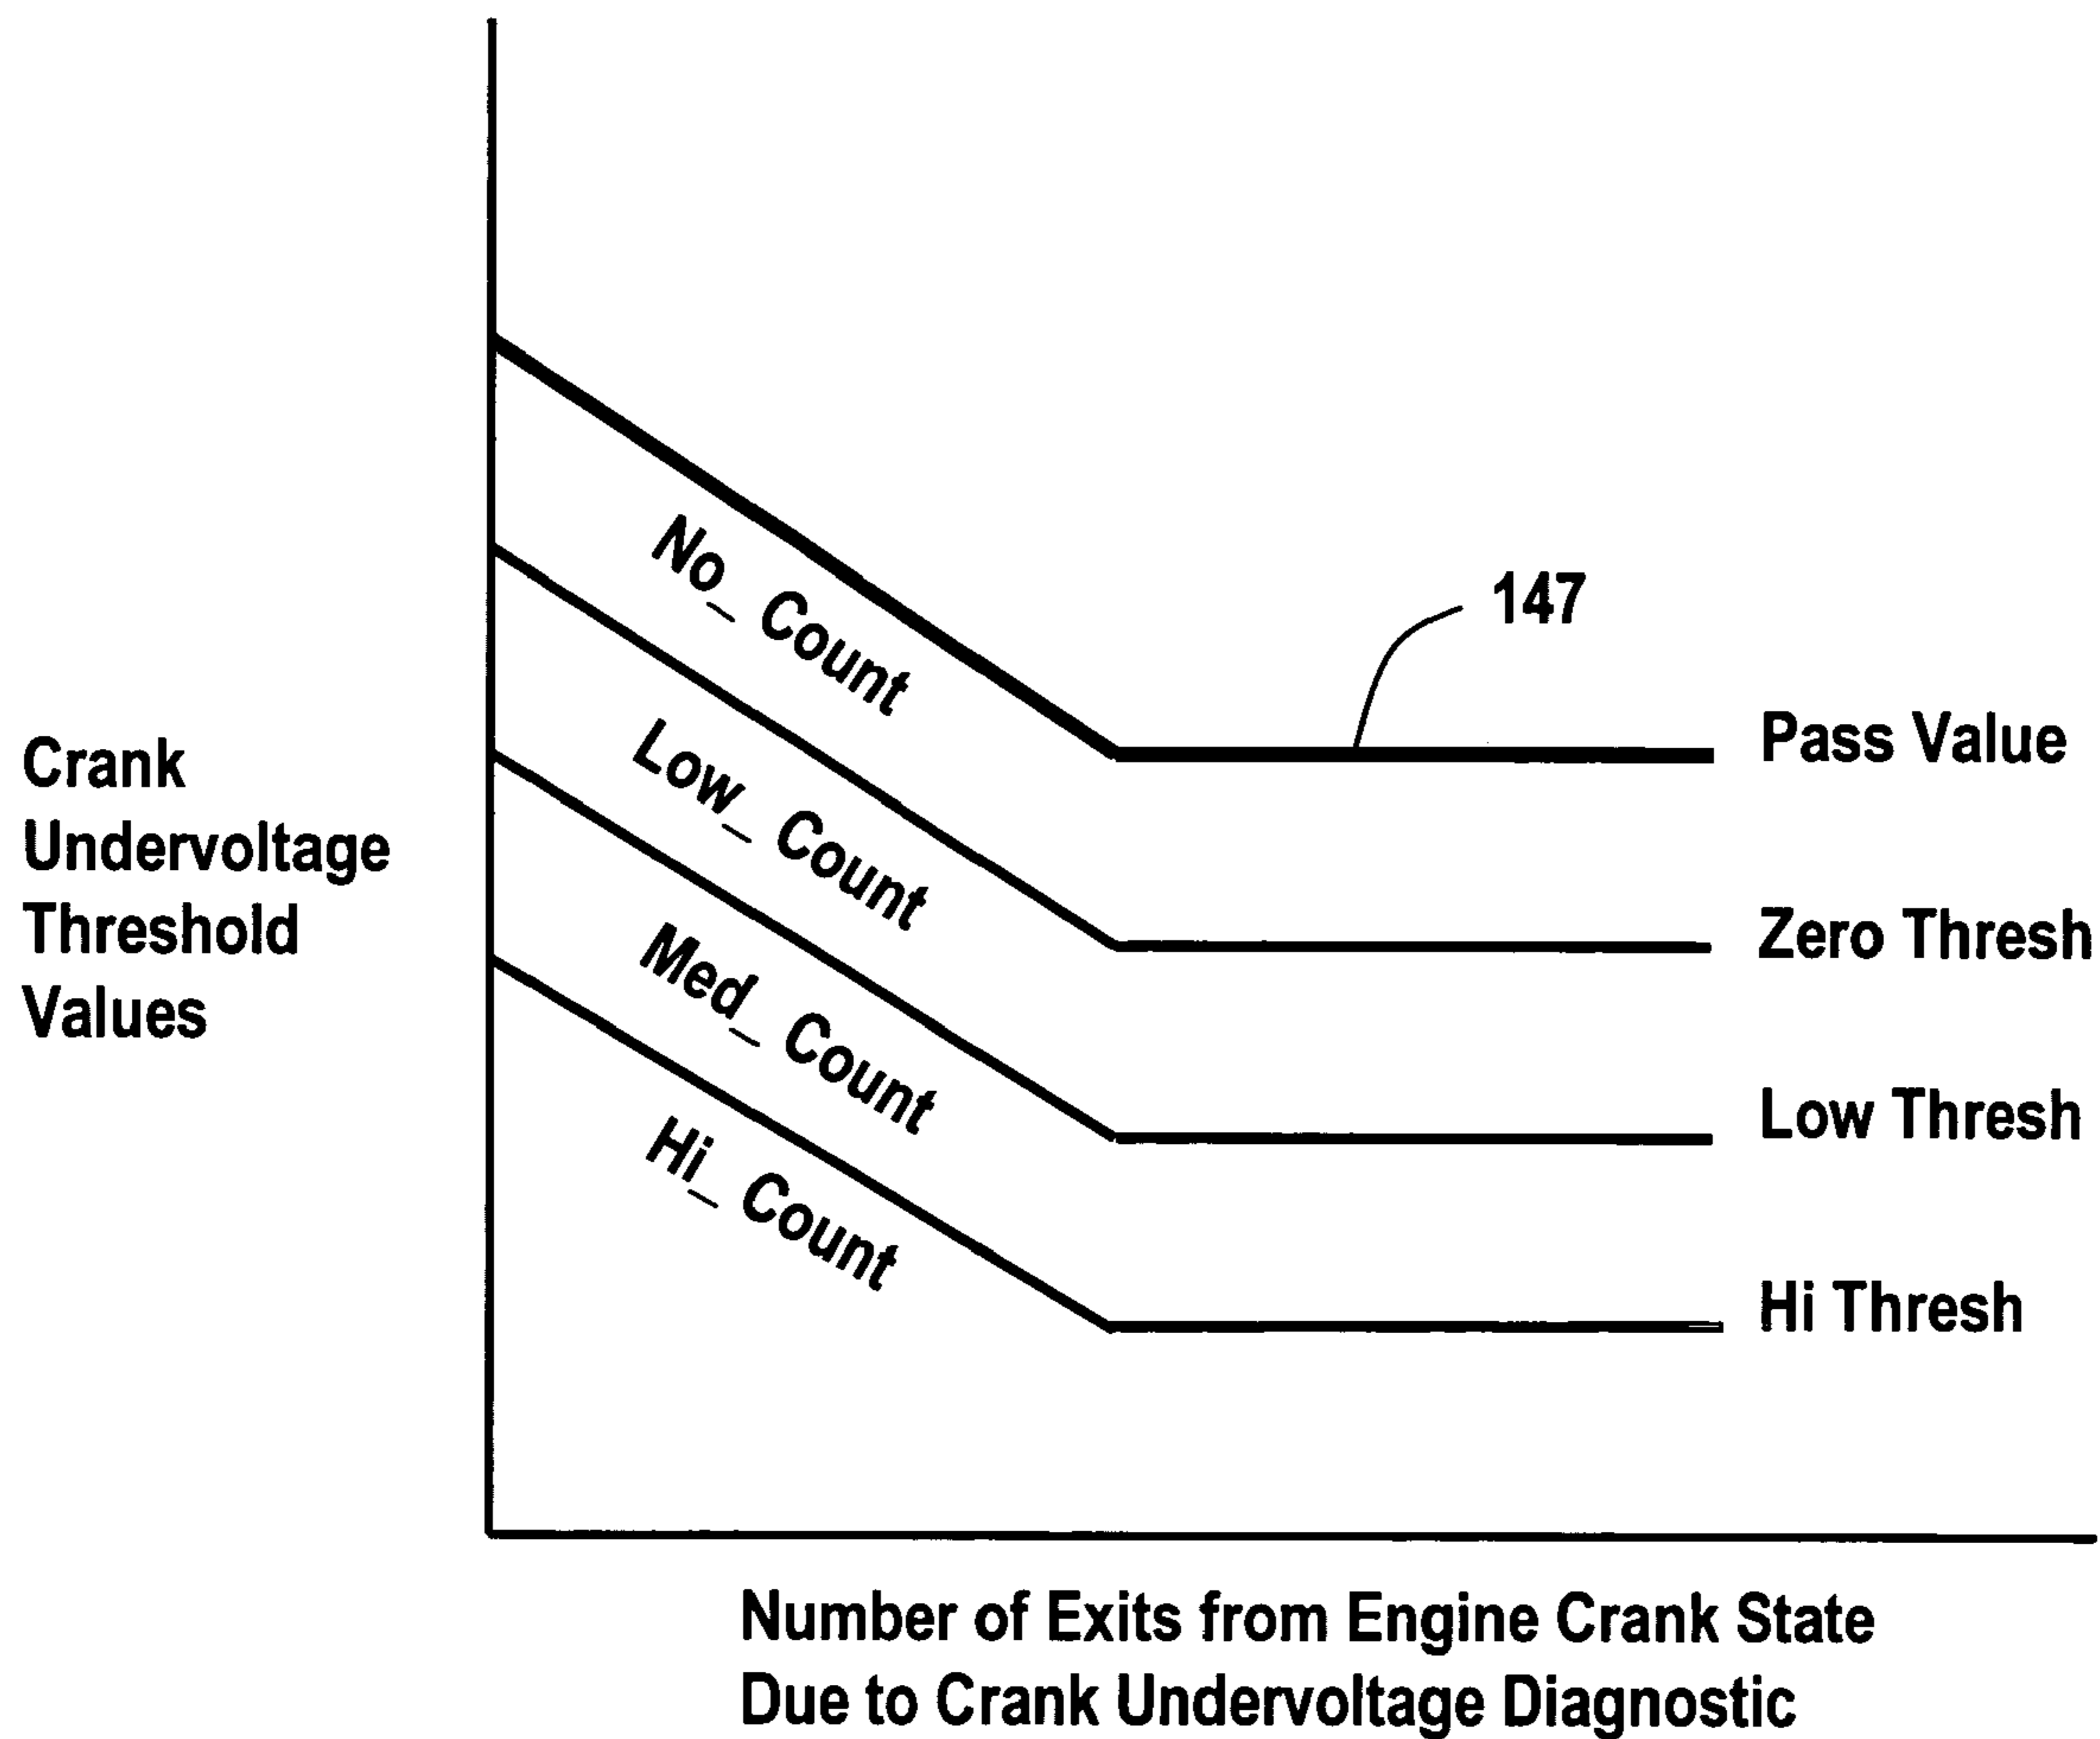 No_ Count
147
Pass Value
Low_ Count
Crank
Undervoltage
Threshold
Values
Zero Thresh
Med_ Count
Low Thresh
Hi_ Count
Hi Thresh
Number of Exits from Engine Crank State
Due to Crank Undervoltage Diagnostic